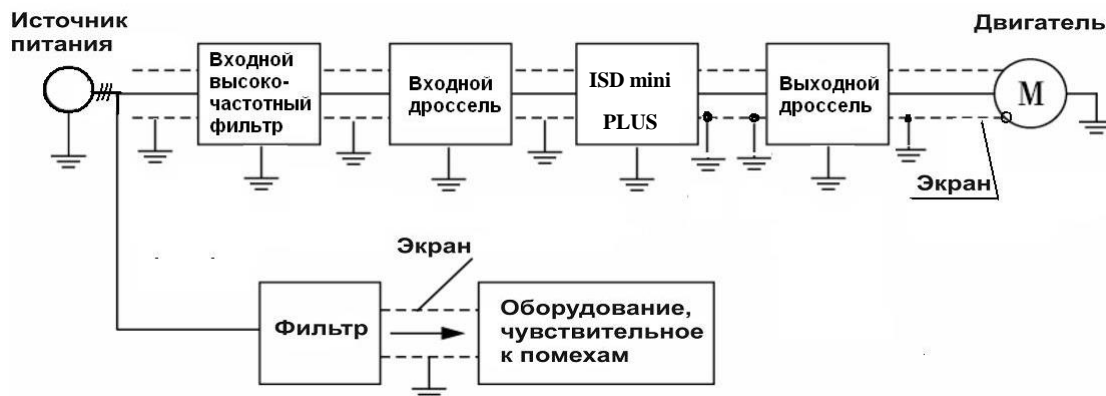 Источник
питания
Входной
высоко-
частотный
фильтр
Входной
дроссель
ISD mini
PLUS
Выходной
дроссель
Двигатель
М
Экран
Экран
Фильтр
Оборудование,
чувствительное
к помехам